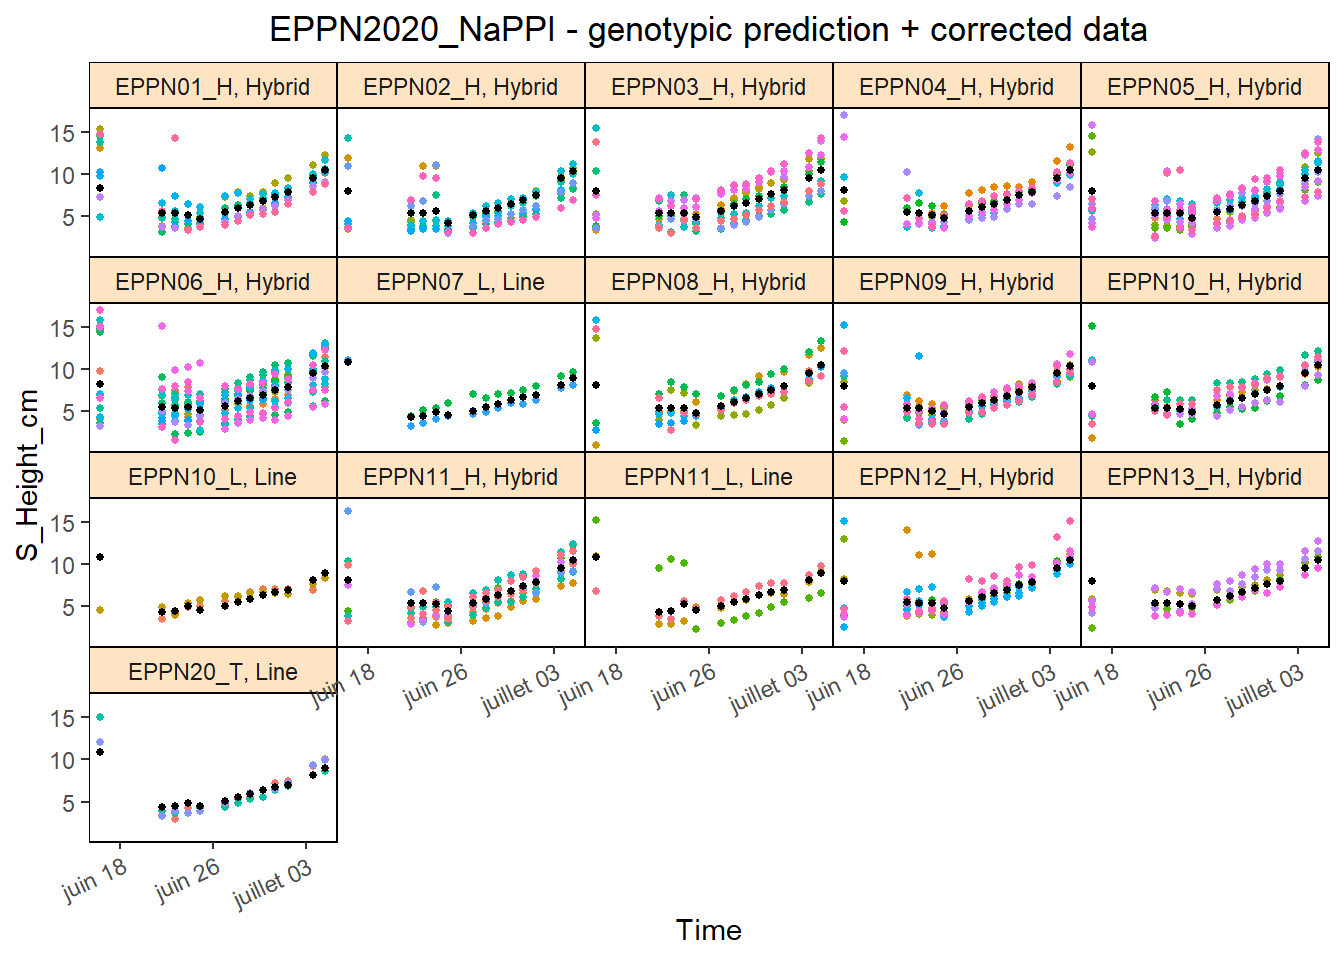 EPPN2020_NaPPI - genotypic prediction + corrected data
EPPN01_H, Hybrid
EPPN02_H, Hybrid
EPPN03_H, Hybrid
EPPN04_H, Hybrid
EPPN05_H, Hybrid
15
10
5
EPPN06_H, Hybrid
EPPN07_L, Line
EPPN08_H, Hybrid
EPPN09_H, Hybrid
EPPN10_H, Hybrid
15
10
5
S_Height_cm
EPPN10_L, Line
EPPN11_H, Hybrid
EPPN11_L, Line
EPPN12_H, Hybrid
EPPN13_H, Hybrid
15
10
5
EPPN20_T, Line
juin 18
juin 26
juillet 03
juin 18
juin 26
juillet 03
juin 18
juin 26
juillet 03
juin 18
juin 26
juillet 03
15
10
5
juin 18
juin 26
juillet 03
Time